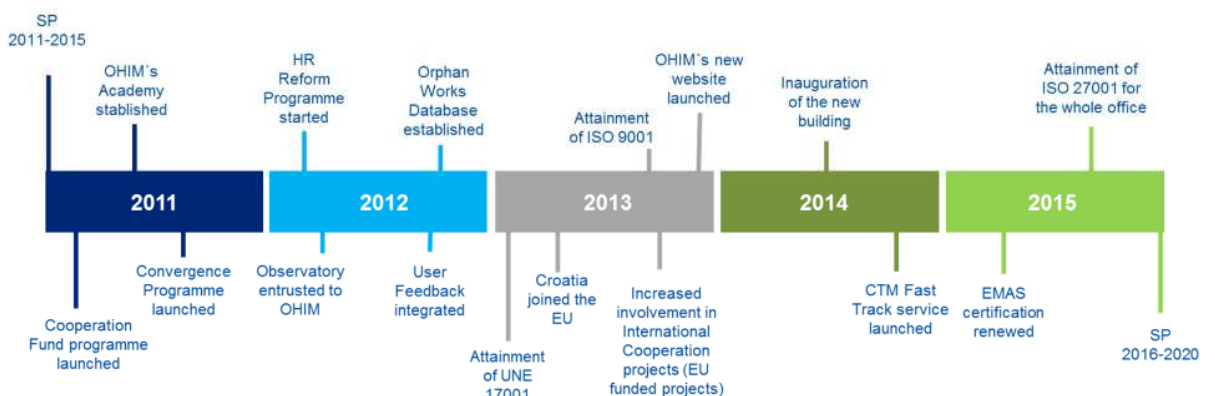 SP
2011-2015
OHIM´s
Academy
stablished
HR
Reform
Programme
started
Orphan
Works
Database
established
Attainment
of ISO 9001
OHIM´s new
website
launched
Inauguration
of the new
building
Attainment of
ISO 27001 for
the whole office
2011
2012
2013
2014
2015
Cooperation
Fund programme
launched
Convergence
Programme
launched
Observatory
entrusted to
OHIM
User
Feedback
integrated
Attainment
of UNE
17001
Croatia
joined the
EU
Increased
involvement in
International
Cooperation
projects (EU
funded projects)
CTM Fast
Track service
launched
EMAS
certification
renewed
SP
2016-2020